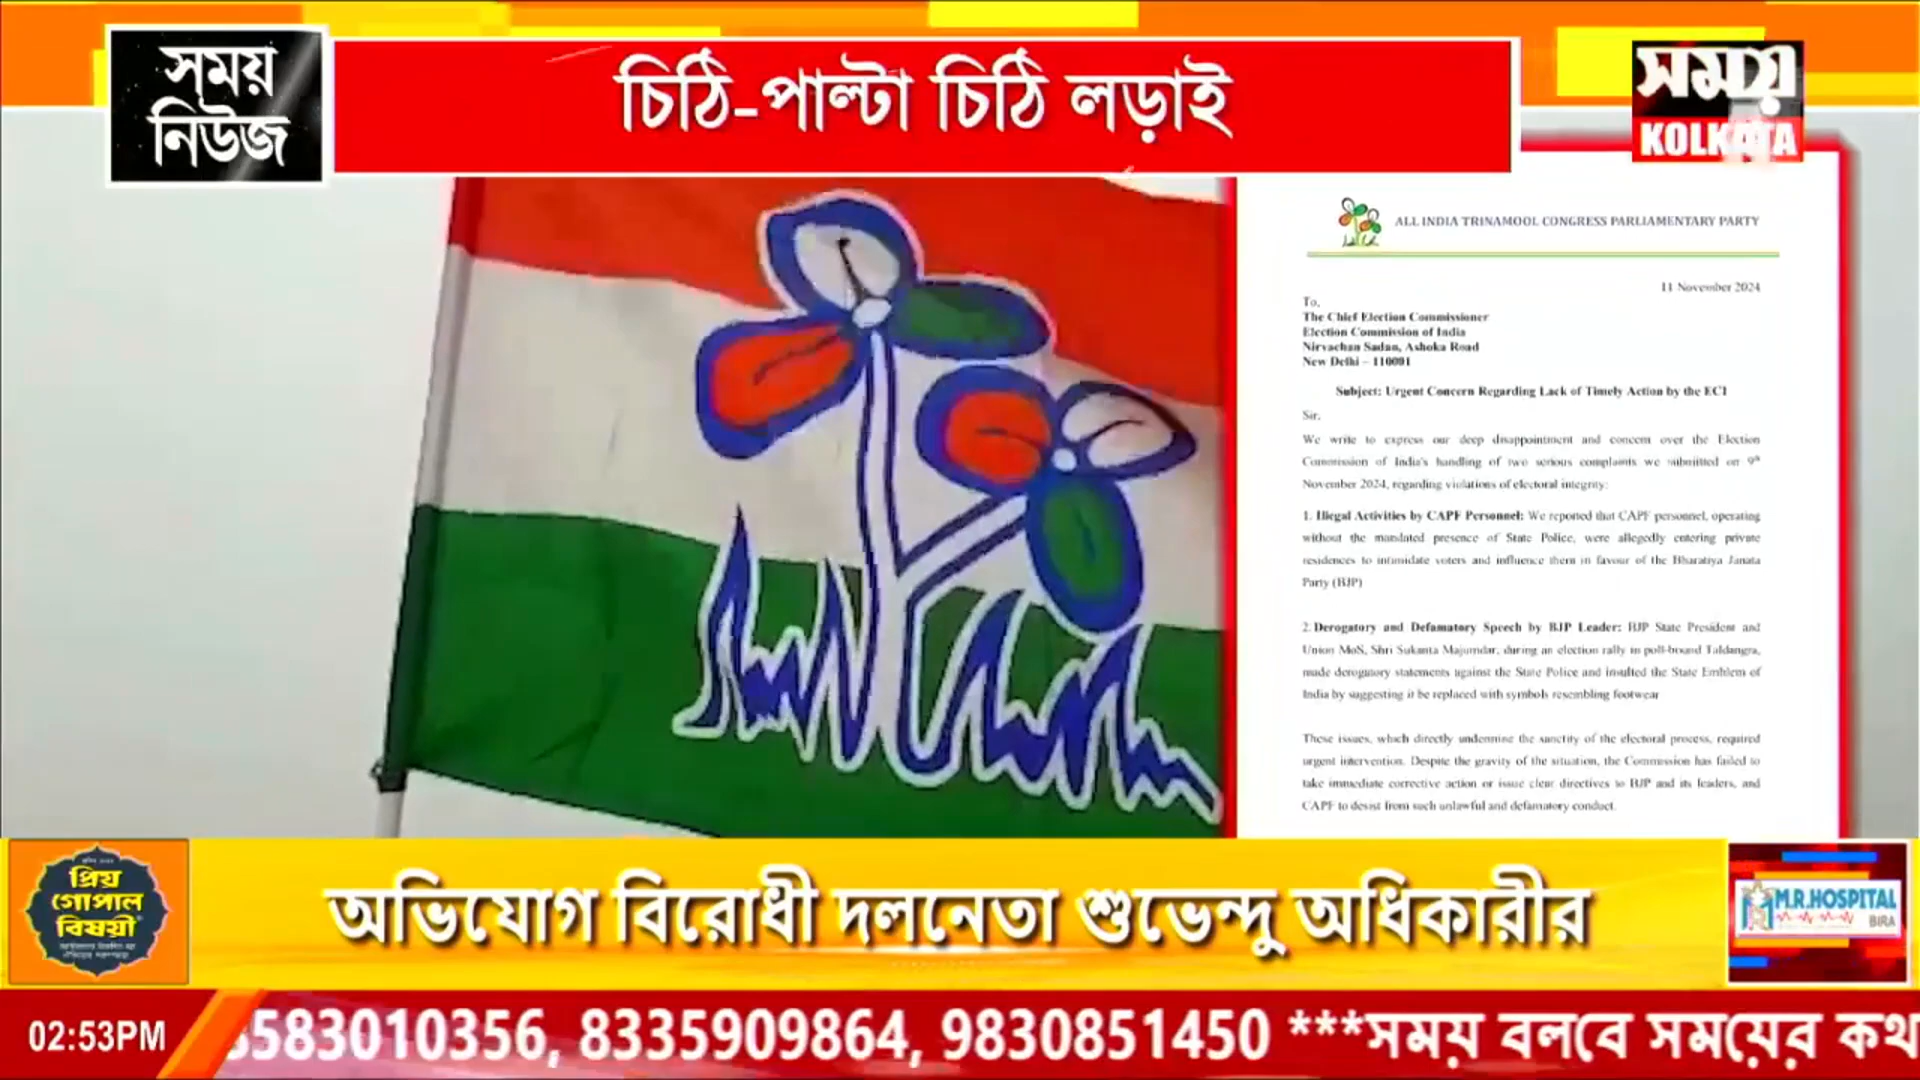 সময়
নিউজ
চিঠি-পাল্টা চিঠি লড়াই
সময়
KOLKATA
ALL INDIA TRINAMOOL CONGRESS PARLIAMENTARY PARTY
11 November 2024
To,
The Chief Election Commissioner
Election Commission of India
Nirvachan Sadan, Ashoka Road
New Delhi – 110001
Subject: Urgent Concern Regarding Lack of Timely Action by the ECI
Sir,
We write to express our deep disappointment and concern over the Election
Commission of India's handling of two serious complaints we submitted on 9th
November 2024, regarding violations of electoral integrity:
1. Illegal Activities by CAPF Personnel: We reported that CAPF personnel, operating
without the mandated presence of State Police, were allegedly entering private
residences to intimidate voters and influence them in favour of the Bharatiya Janata
Party (BJP)
2. Derogatory and Defamatory Speech by BJP Leader: BJP State President and
Union MoS, Shri Sukanta Majumdar, during an election rally in poll-bound Taldangra,
made derogatory statements against the State Police and insulted the State Emblem of
India by suggesting it be replaced with symbols resembling footwear
These issues, which directly undermine the sanctity of the electoral process, required
urgent intervention. Despite the gravity of the situation, the Commission has failed to
take immediate corrective action or issue clear directives to BJP and its leaders, and
CAPF to desist from such unlawful and defamatory conduct.
প্রিয়
গোপাল
বিষয়ী
অভিযোগ বিরোধী দলনেতা শুভেন্দু অধিকারীর
M.R.HOSPITAL
BIRA
02:53PM
583010356, 8335909864, 9830851450 ***সময় বলবে সময়ের কথ